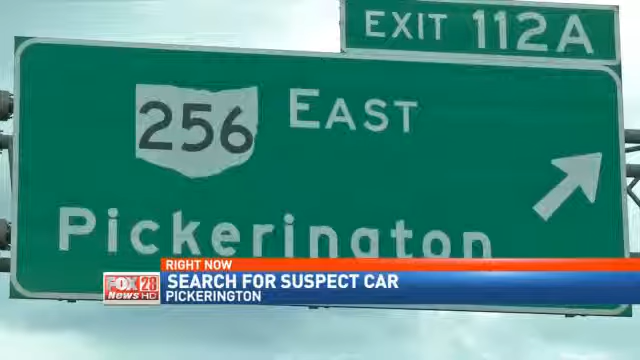 EXIT 112A
256 EAST
Pickerington
RIGHT NOW
FOX 28
News HD
SEARCH FOR SUSPECT CAR
PICKERINGTON